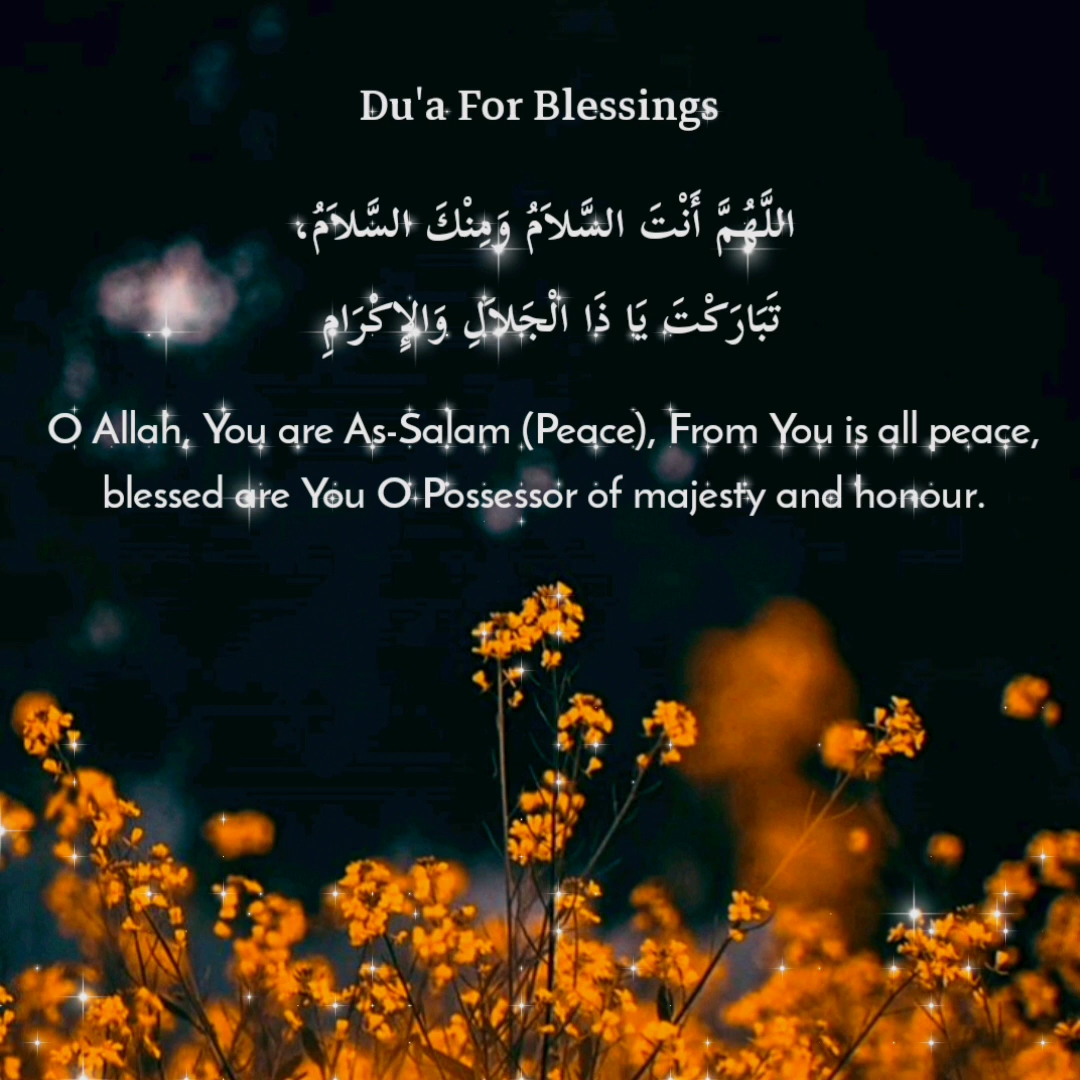 Du'a For Blessings
اللَّهُمَّ أَنْتَ السَّلاَمُ وَمِنْكَ السَّلاَمُ،
تَبَارَكْتَ يَا ذَا الْجَلاَلِ وَالإِكْرَامِ
O Allah, You are As-Salam (Peace), From You is all peace,
blessed are You O Possessor of majesty and honour.